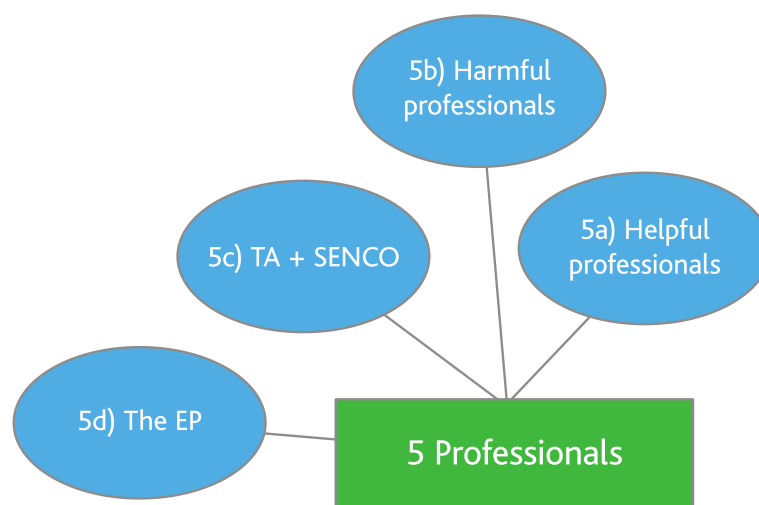 5b) Harmful
professionals
5a) Helpful
professionals
5c) TA + SENCO
5d) The EP
5 Professionals